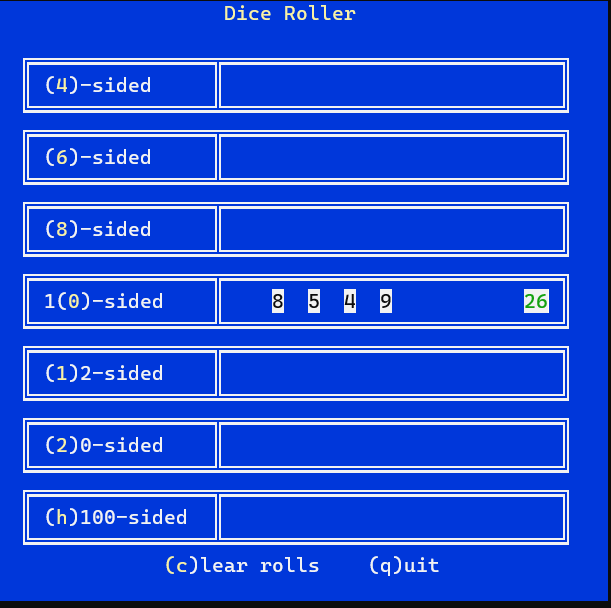 Dice Roller
(4)-sided
(6)-sided
(8)-sided
1(0)-sided 8 5 4 9 26
(1)2-sided
(2)0-sided
(h)100-sided
(c)lear rolls (q)uit